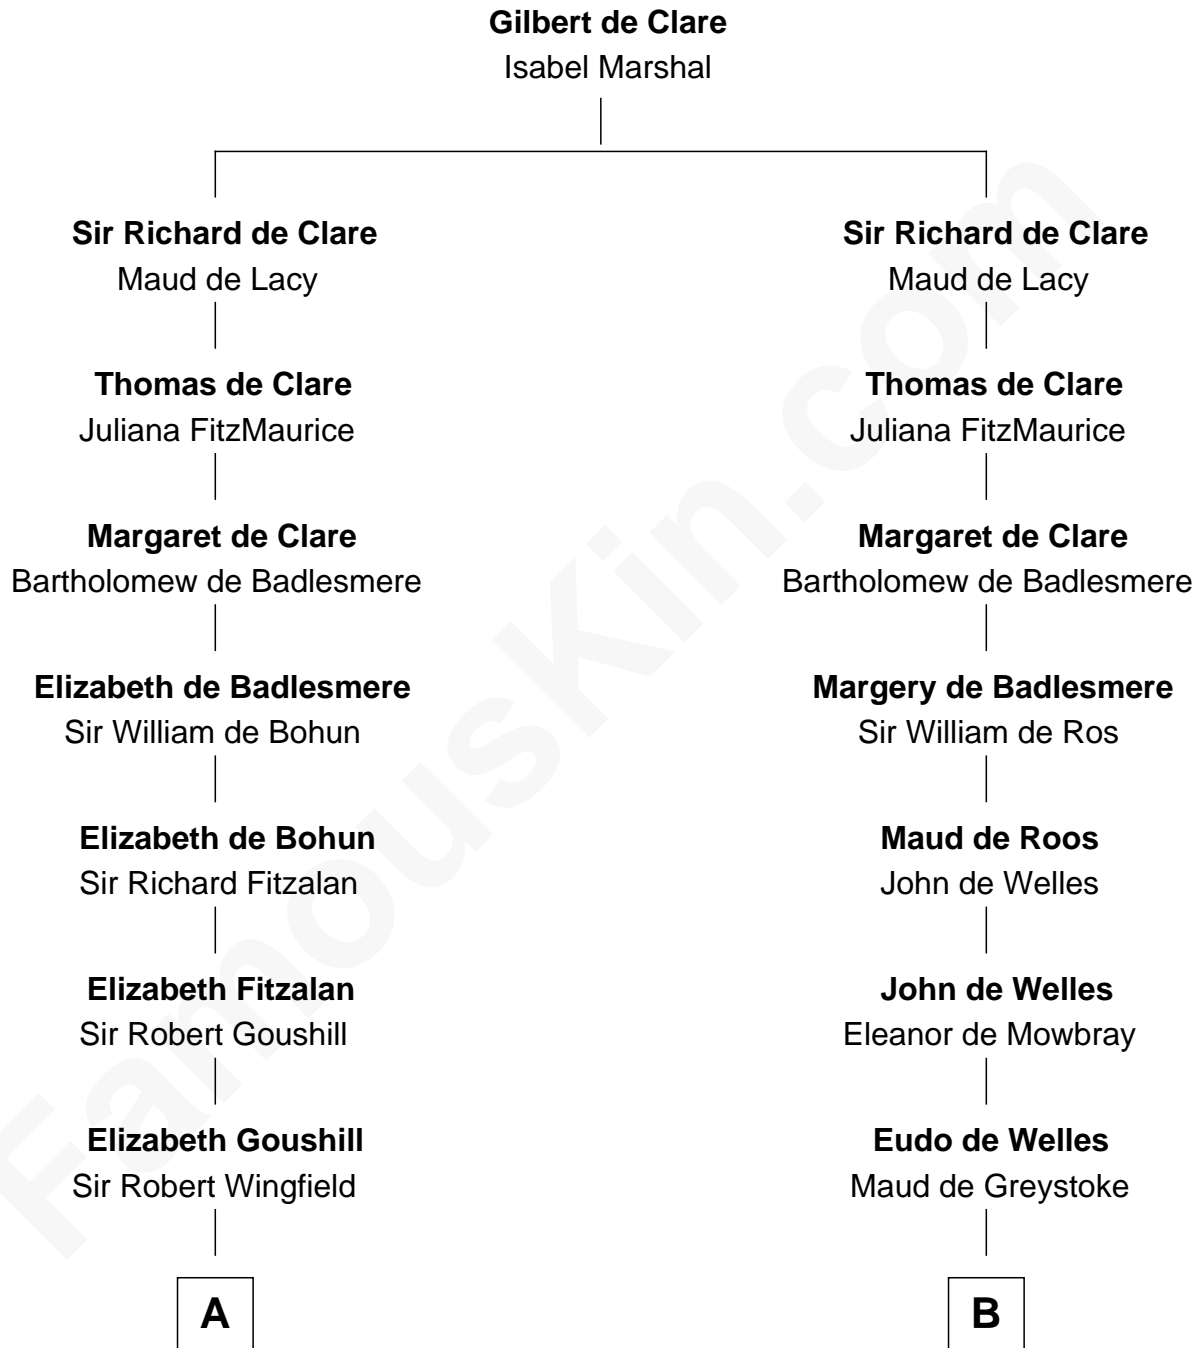 Gilbert de Clare
Isabel Marshal
Sir Richard de Clare
Maud de Lacy
Sir Richard de Clare
Maud de Lacy
Thomas de Clare
Juliana FitzMaurice
Thomas de Clare
Juliana FitzMaurice
Margaret de Clare
Bartholomew de Badlesmere
Margaret de Clare
Bartholomew de Badlesmere
Elizabeth de Badlesmere
Sir William de Bohun
Margery de Badlesmere
Sir William de Ros
Elizabeth de Bohun
Sir Richard Fitzalan
Maud de Roos
John de Welles
Elizabeth Fitzalan
Sir Robert Goushill
John de Welles
Eleanor de Mowbray
Elizabeth Goushill
Sir Robert Wingfield
Eudo de Welles
Maud de Greystoke
A
B
FamousKin.com